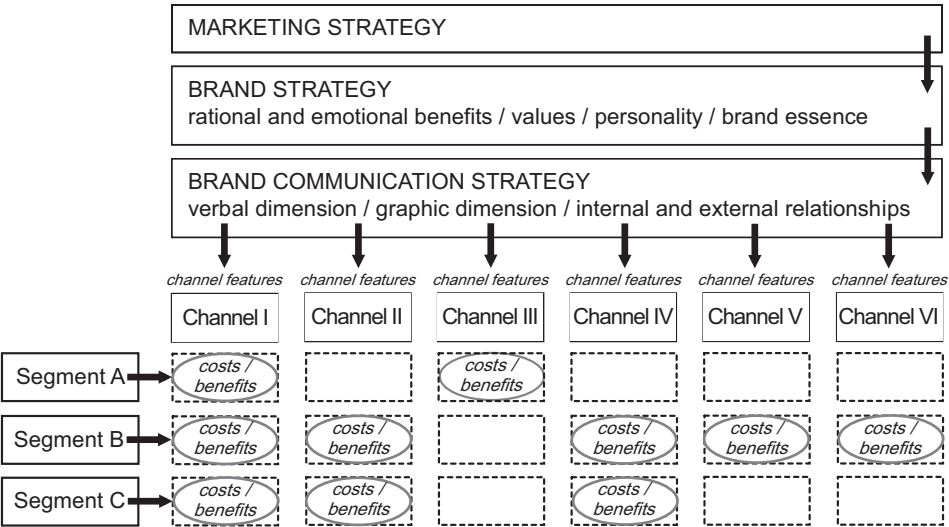 MARKETING STRATEGY
BRAND STRATEGY
rational and emotional benefits / values / personality / brand essence
BRAND COMMUNICATION STRATEGY
verbal dimension / graphic dimension / internal and external relationships
channel features channel features channel features channel features channel features channel features
Channel I Channel II Channel III Channel IV Channel V Channel VI
Segment A costs / benefits costs / benefits
Segment B costs / benefits costs / benefits costs / benefits costs / benefits costs / benefits
Segment C costs / benefits costs / benefits costs / benefits